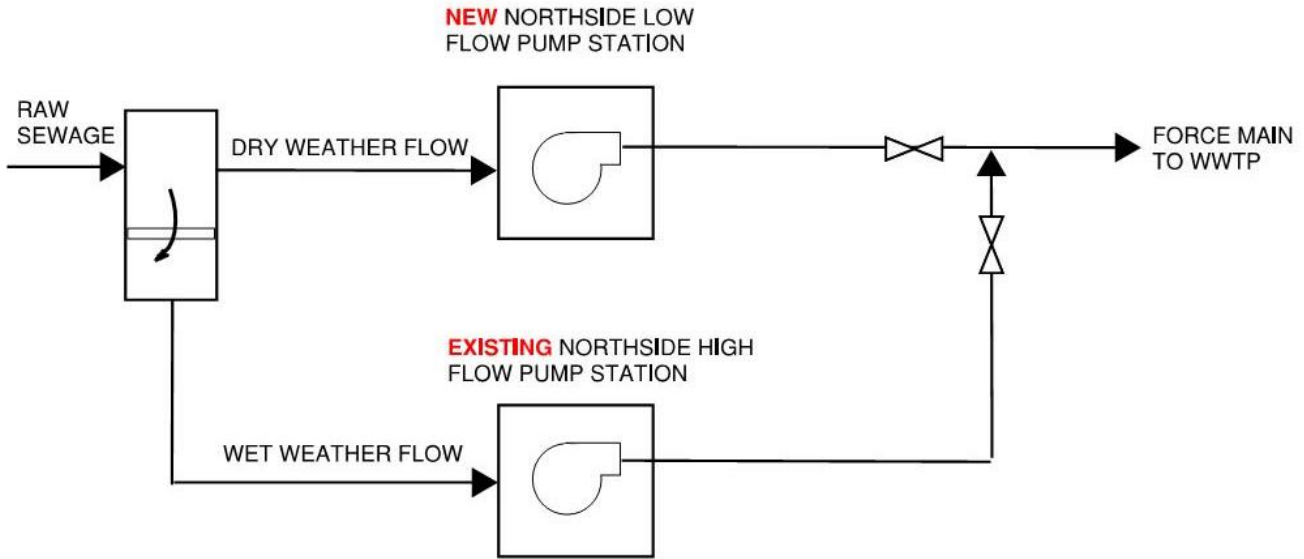 NEW NORTHSIDE LOW
FLOW PUMP STATION
RAW
SEWAGE
DRY WEATHER FLOW
FORCE MAIN
TO WWTP
EXISTING NORTHSIDE HIGH
FLOW PUMP STATION
WET WEATHER FLOW